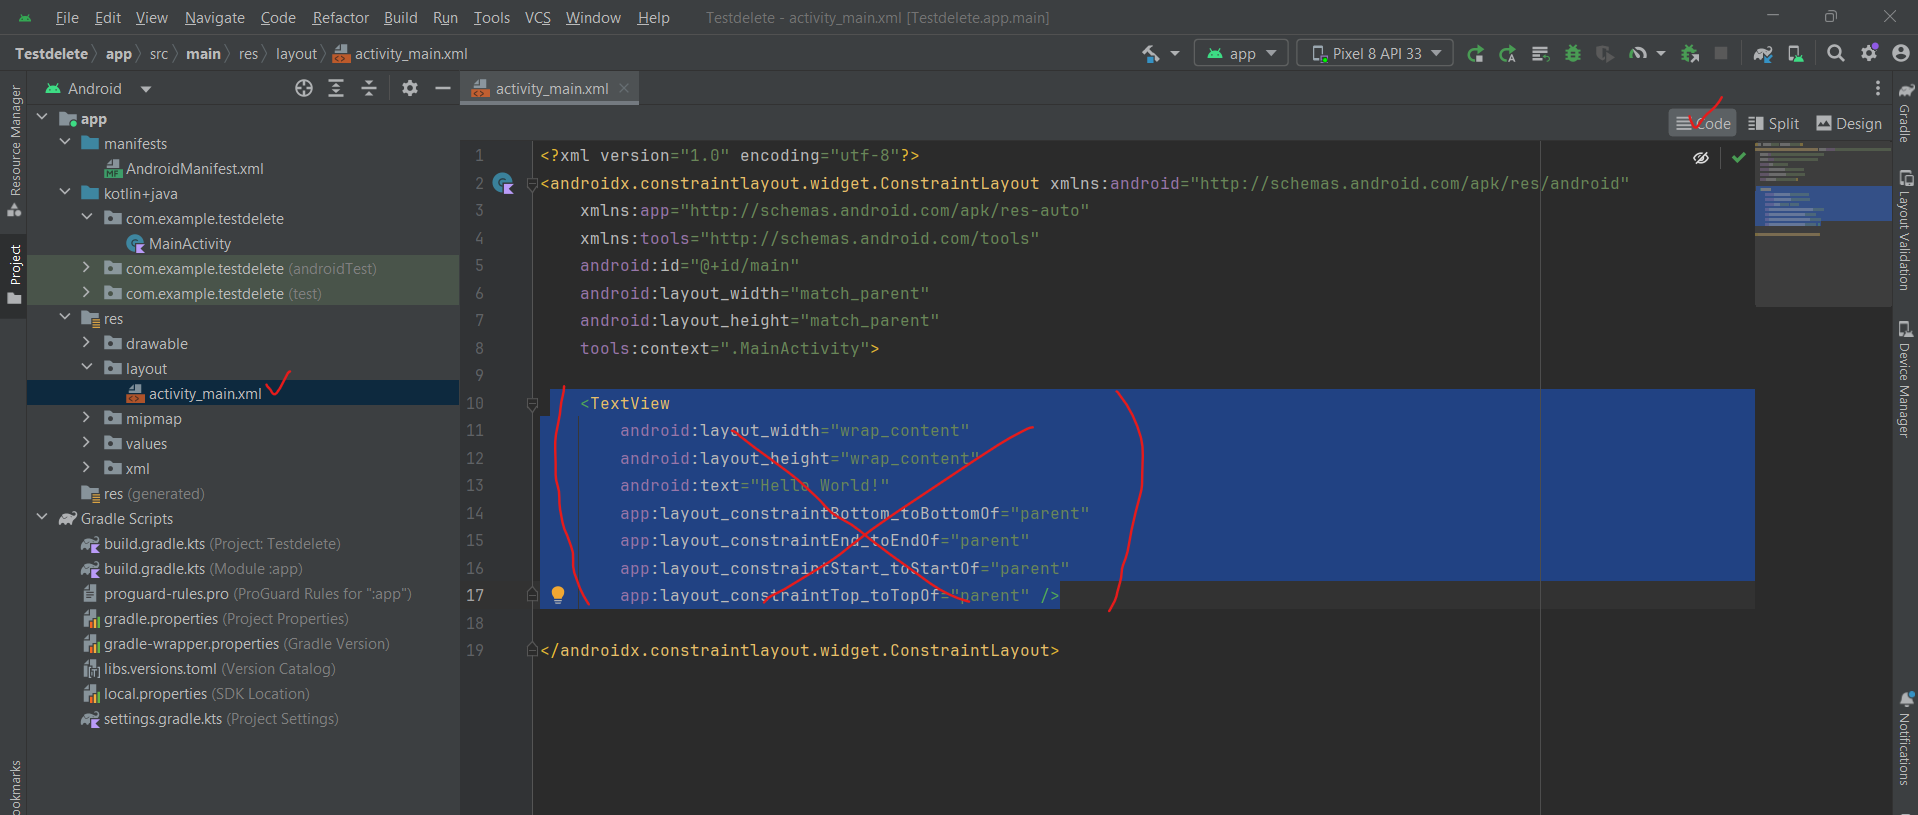 File Edit View Navigate Code Refactor Build Run Tools VCS Window Help Testdelete - activity_main.xml [Testdelete.app.main]
Testdelete app src main res layout activity_main.xml app Pixel 8 API 33
Android activity_main.xml
Code Split Design
Resource Manager
Project
ookmarks
app
manifests
AndroidManifest.xml
kotlin+java
com.example.testdelete
MainActivity
com.example.testdelete (androidTest)
com.example.testdelete (test)
res
drawable
layout
activity_main.xml
mipmap
values
xml
res (generated)
Gradle Scripts
build.gradle.kts (Project: Testdelete)
build.gradle.kts (Module :app)
proguard-rules.pro (ProGuard Rules for ":app")
gradle.properties (Project Properties)
gradle-wrapper.properties (Gradle Version)
libs.versions.toml (Version Catalog)
local.properties (SDK Location)
settings.gradle.kts (Project Settings)
1 <?xml version="1.0" encoding="utf-8"?>
2 <androidx.constraintlayout.widget.ConstraintLayout xmlns:android="http://schemas.android.com/apk/res/android"
3 xmlns:app="http://schemas.android.com/apk/res-auto"
4 xmlns:tools="http://schemas.android.com/tools"
5 android:id="@+id/main"
6 android:layout_width="match_parent"
7 android:layout_height="match_parent"
8 tools:context=".MainActivity">
9
10 <TextView
11 android:layout_width="wrap_content"
12 android:layout_height="wrap_content"
13 android:text="Hello World!"
14 app:layout_constraintBottom_toBottomOf="parent"
15 app:layout_constraintEnd_toEndOf="parent"
16 app:layout_constraintStart_toStartOf="parent"
17 app:layout_constraintTop_toTopOf="parent" />
18
19 </androidx.constraintlayout.widget.ConstraintLayout>
Gradle
Layout Validation
Device Manager
Notifications